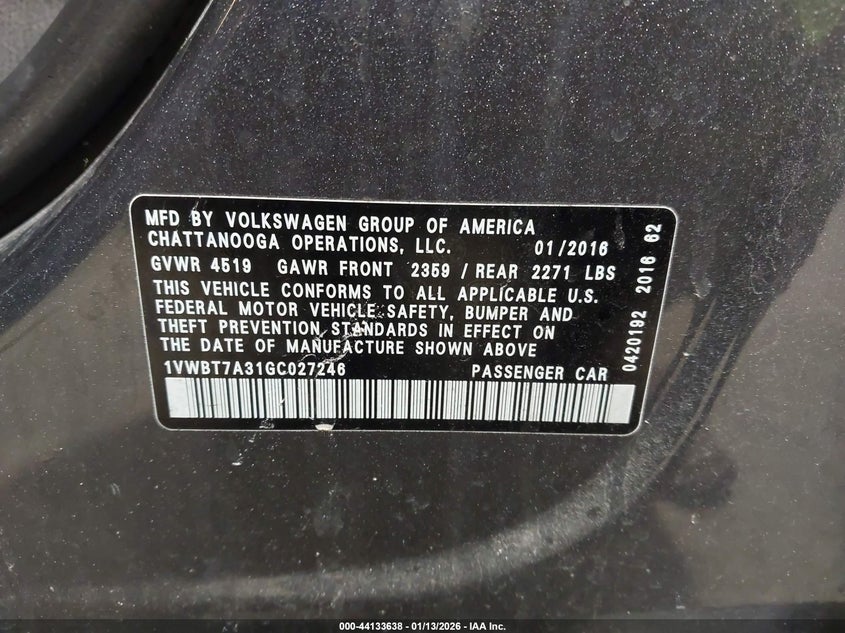 MFD BY VOLKSWAGEN GROUP OF AMERICA
CHATTANOOGA OPERATIONS, LLC. 01/2016
GVWR 4519 GAWR FRONT 2359 / REAR 2271 LBS
THIS VEHICLE CONFORMS TO ALL APPLICABLE U.S.
FEDERAL MOTOR VEHICLE SAFETY, BUMPER AND
THEFT PREVENTION STANDARDS IN EFFECT ON
THE DATE OF MANUFACTURE SHOWN ABOVE
1VWBT7A31GC027246 PASSENGER CAR
0420192 2016 62
000-44133638 - 01/13/2026 - IAA Inc.